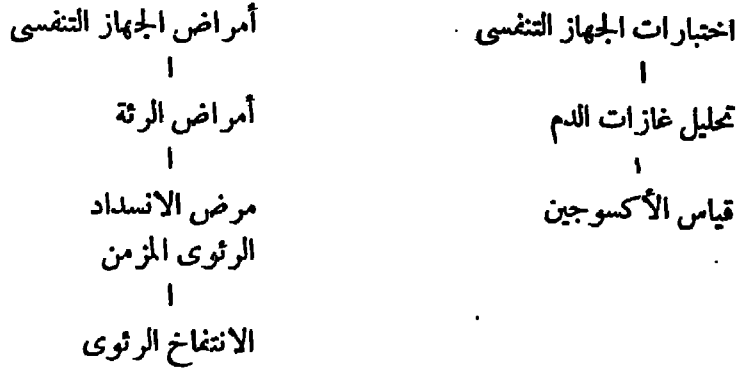 اختبارات الجهاز التنفسى
تحليل غازات الدم
قياس الأكسوجين
أمراض الجهاز التنفسى
أمراض الرئة
مرض الانسداد
الرئوى المزمن
الانتفاخ الرئوى